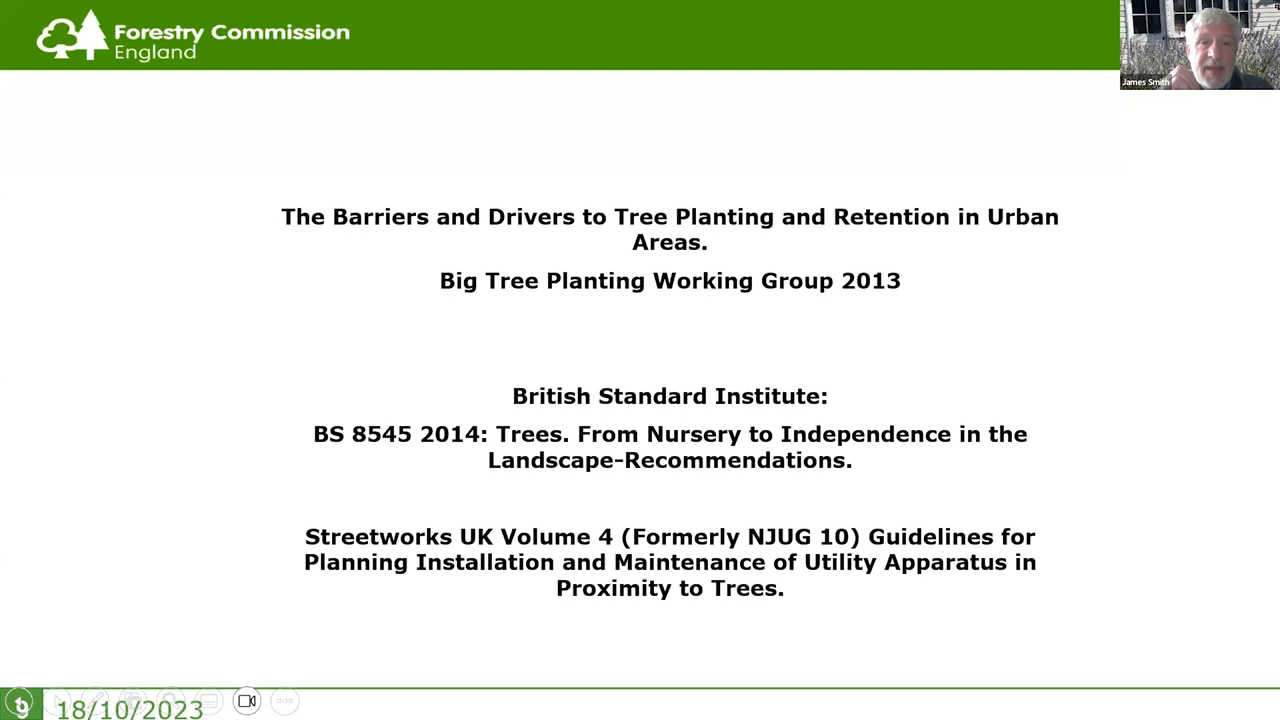 Forestry Commission
England
James Smith
The Barriers and Drivers to Tree Planting and Retention in Urban
Areas.
Big Tree Planting Working Group 2013
British Standard Institute:
BS 8545 2014: Trees. From Nursery to Independence in the
Landscape-Recommendations.
Streetworks UK Volume 4 (Formerly NJUG 10) Guidelines for
Planning Installation and Maintenance of Utility Apparatus in
Proximity to Trees.
18/10/2023